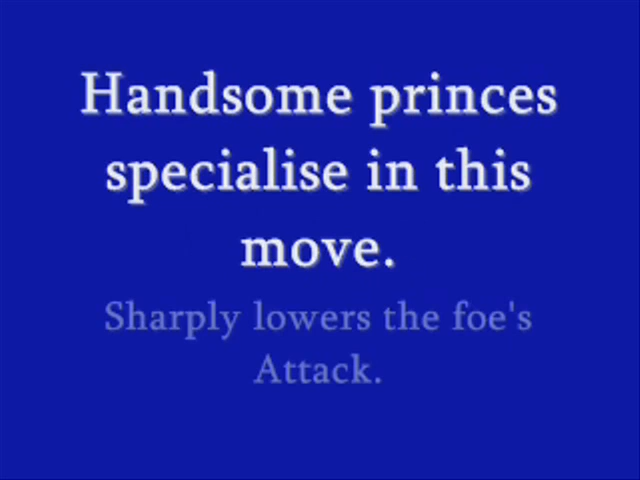 Handsome princes
specialise in this
move.
Sharply lowers the foe's
Attack.